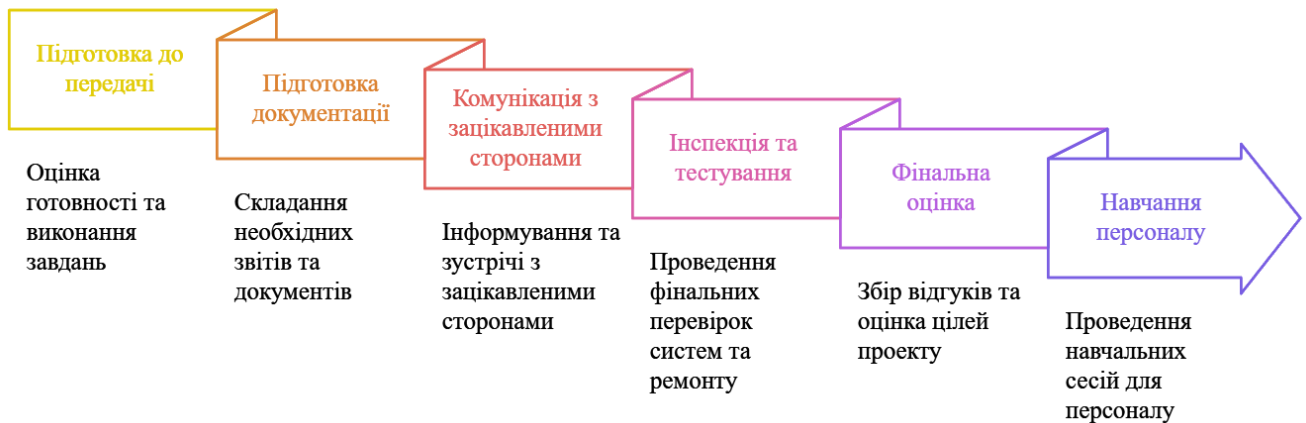 Підготовка до
передачі
Оцінка
готовності та
виконання
завдань
Підготовка
документації
Складання
необхідних
звітів та
документів
Комунікація з
зацікавленими
сторонами
Інформування та
зустрічі з
зацікавленими
сторонами
Інспекція та
тестування
Проведення
фінальних
перевірок
систем та
ремонту
Фінальна
оцінка
Збір відгуків та
оцінка цілей
проекту
Навчання
персоналу
Проведення
навчальних
сесій для
персоналу